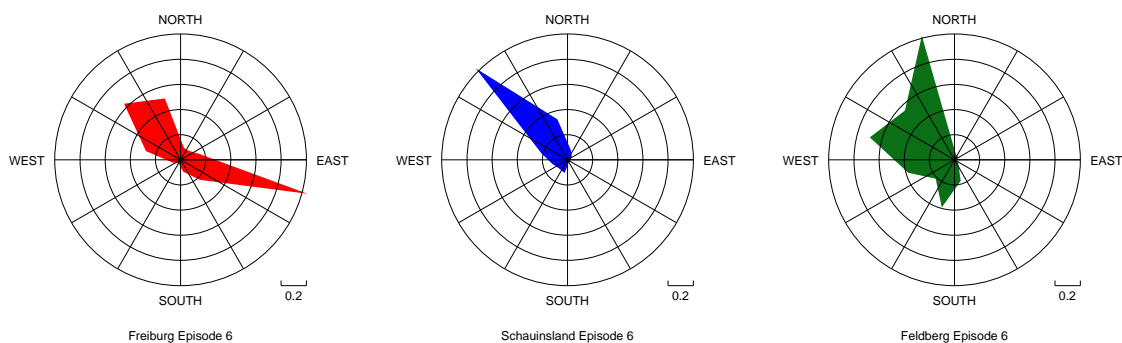 NORTH
WEST
EAST
SOUTH
0.2
Freiburg Episode 6
NORTH
WEST
EAST
SOUTH
0.2
Schauinsland Episode 6
NORTH
WEST
EAST
SOUTH
0.2
Feldberg Episode 6